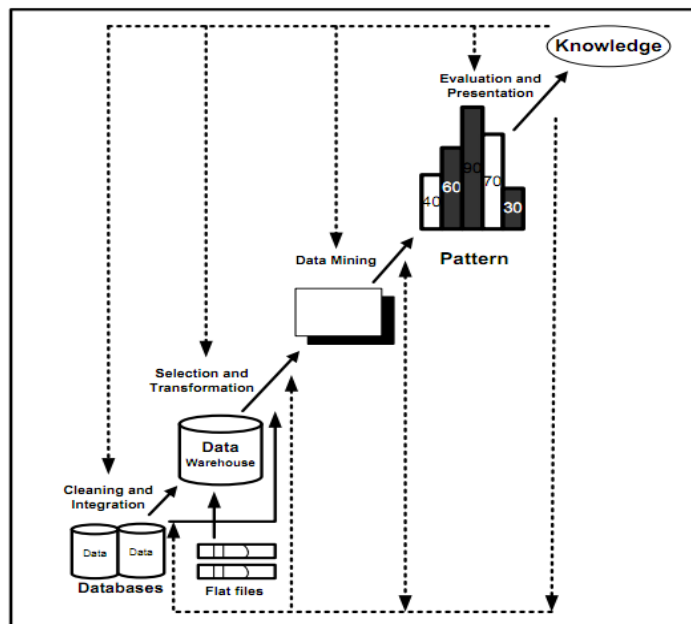 Knowledge
Evaluation and
Presentation
40
60
90
70
30
Pattern
Data Mining
Selection and
Transformation
Data
Warehouse
Cleaning and
Integration
Data
Data
Databases
Flat files